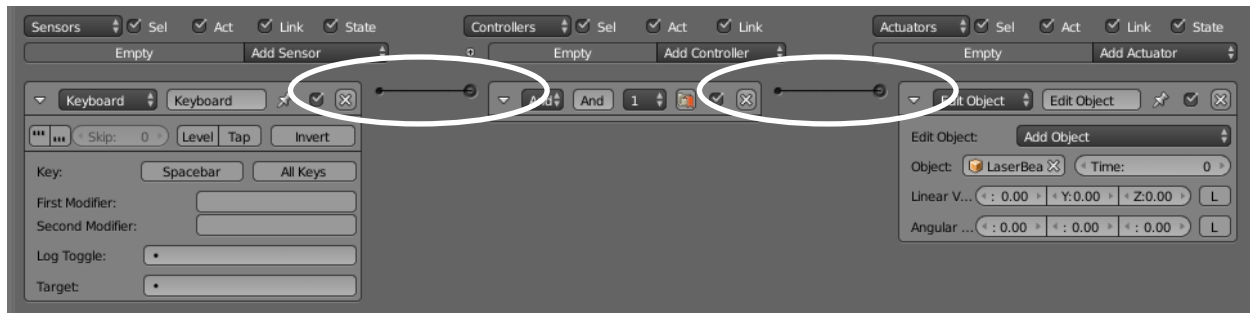 Sensors Sel Act Link State Controllers Sel Act Link Actuators Sel Act Link State
Empty Add Sensor Empty Add Controller Empty Add Actuator
Keyboard Keyboard And And 1 Edit Object Edit Object
Skip: 0 Level Tap Invert
Edit Object: Add Object
Key: Spacebar All Keys
Object: LaserBea Time: 0
First Modifier:
Linear V... : 0.00 Y:0.00 Z:0.00 L
Second Modifier:
Angular ... : 0.00 : 0.00 : 0.00 L
Log Toggle:
Target: